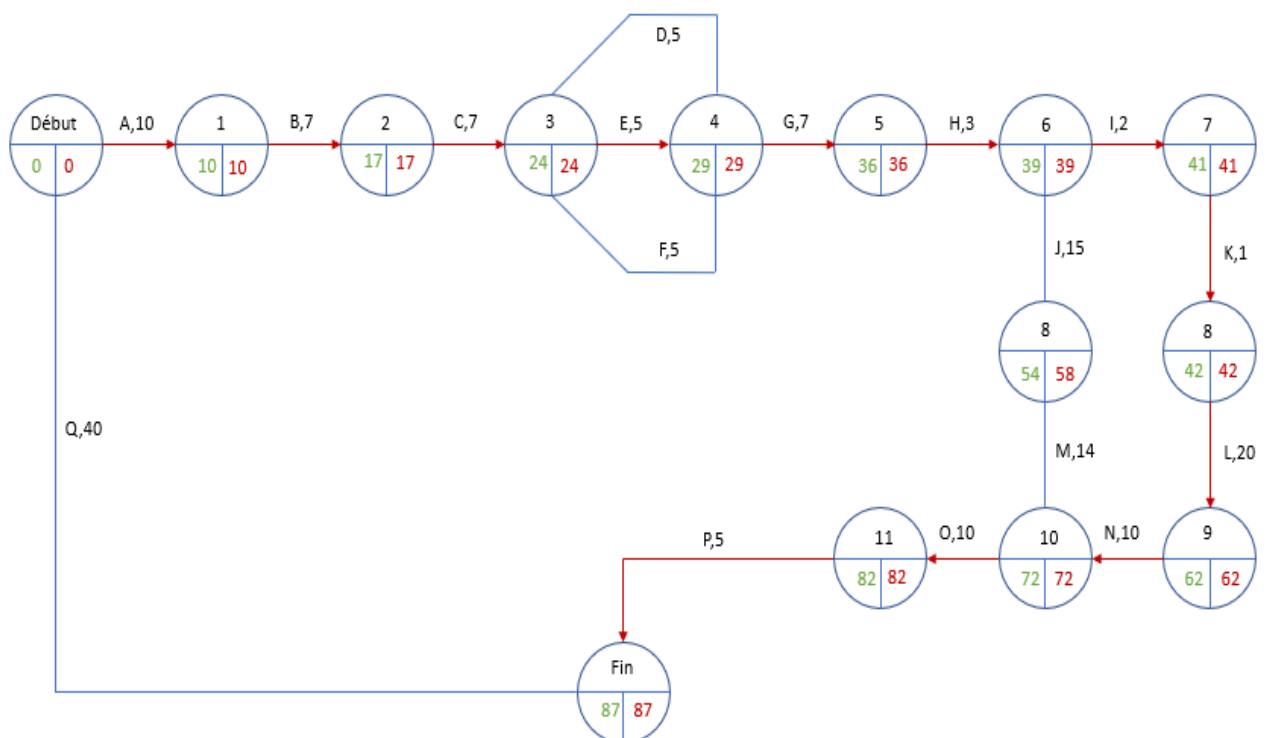 D,5
Début A,10 1 B,7 2 C,7 3 E,5 4 G,7 5 H,3 6 I,2 7
0 0 10 10 17 17 24 24 29 29 36 36 39 39 41 41
F,5 J,15 K,1
8 8
54 58 42 42
Q,40
M,14 L,20
P,5 11 O,10 10 N,10 9
82 82 72 72 62 62
Fin
87 87